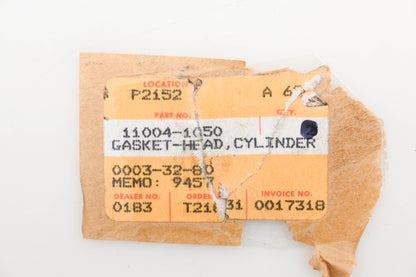 LOCATION
P2152 A
PART NO. QTY.
11004-1050
GASKET-HEAD,CYLINDER
0003-32-80
MEMO: 9457
DEALER NO. INVOICE NO.
0183 0017318